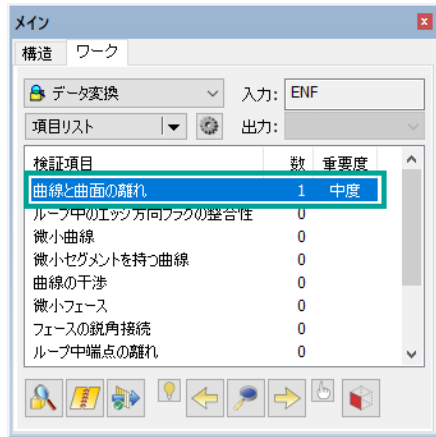 メイン
構造 ワーク
データ変換 入力: ENF
項目リスト 出力:
検証項目 数 重要度
曲線と曲面の離れ 1 中度
ループ中のエッジ方向フラグの整合性 0
微小曲線 0
微小セグメントを持つ曲線 0
曲線の干渉 0
微小フェース 0
フェースの鋭角接続 0
ループ中端点の離れ 0